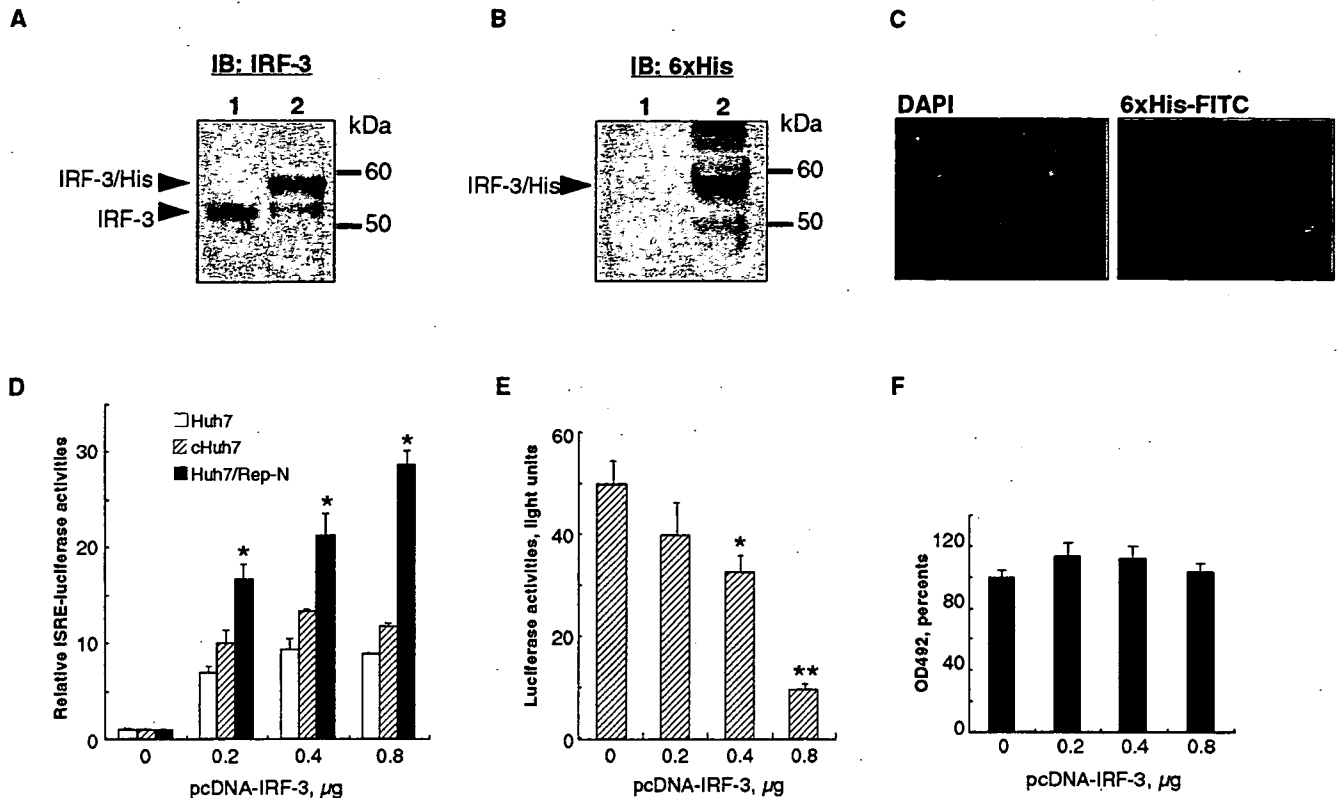 A
IB: IRF-3
1 2
kDa
IRF-3/His
60
IRF-3
50
B
IB: 6xHis
1 2
kDa
IRF-3/His
60
50
C
DAPI
6xHis-FITC
D
Relative ISRE-luciferase activities
Huh7
cHuh7
Huh7/Rep-N
30
20
10
0
* * *
0 0.2 0.4 0.8
pcDNA-IRF-3, µg
E
Luciferase activities, light units
60
40
20
0
* **
0 0.2 0.4 0.8
pcDNA-IRF-3, µg
F
OD492, percents
120
80
40
0
0 0.2 0.4 0.8
pcDNA-IRF-3, µg